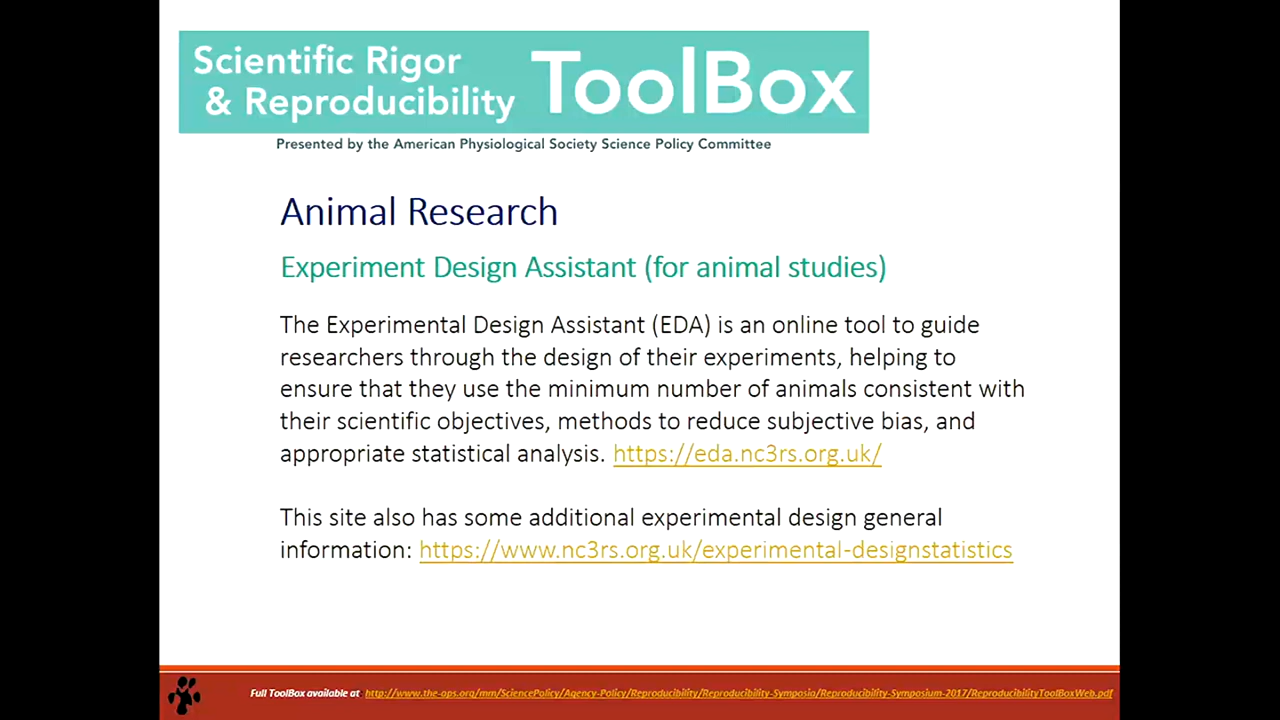 Scientific Rigor
& Reproducibility
ToolBox
Presented by the American Physiological Society Science Policy Committee
Animal Research
Experiment Design Assistant (for animal studies)
The Experimental Design Assistant (EDA) is an online tool to guide
researchers through the design of their experiments, helping to
ensure that they use the minimum number of animals consistent with
their scientific objectives, methods to reduce subjective bias, and
appropriate statistical analysis. https://eda.nc3rs.org.uk/
This site also has some additional experimental design general
information: https://www.nc3rs.org.uk/experimental-designstatistics
Full ToolBox available at http://www.the-aps.org/mm/SciencePolicy/Agency-Policy/Reproducibility/Reproducibility-Symposia/Reproducibility-Symposium-2017/ReproducibilityToolBoxWeb.pdf